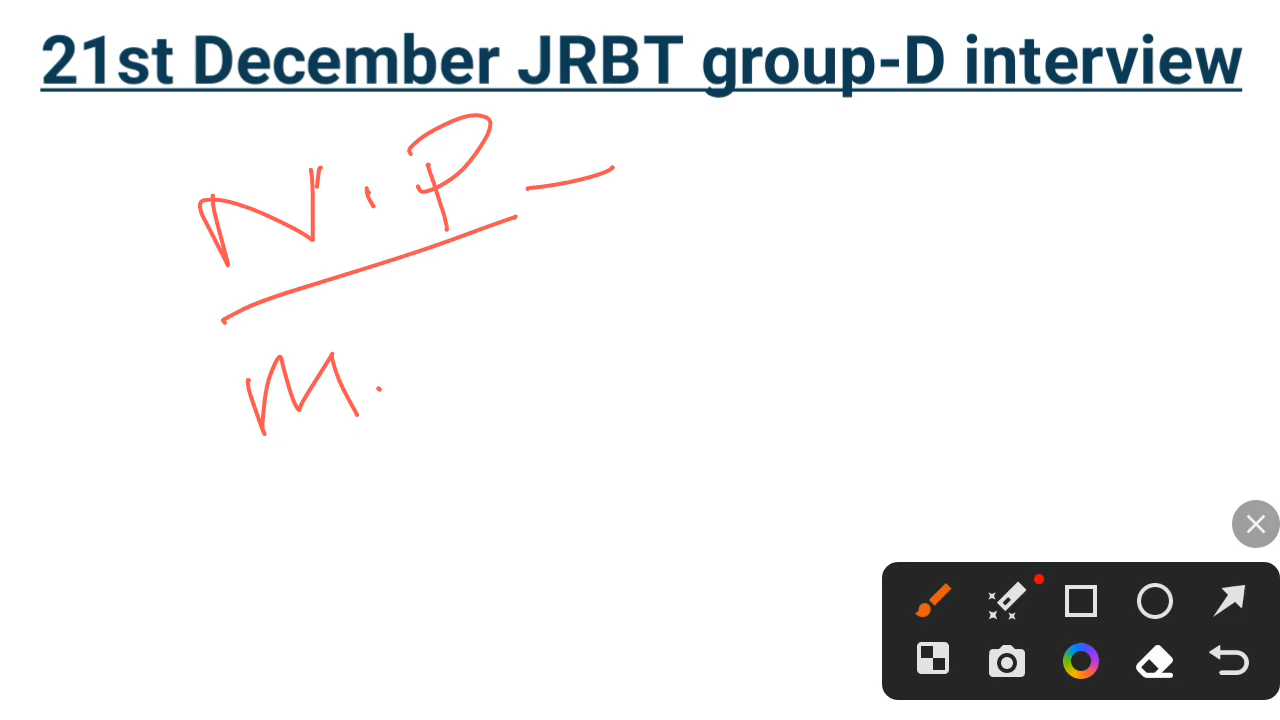 21st December JRBT group-D interview
N.P –
M.